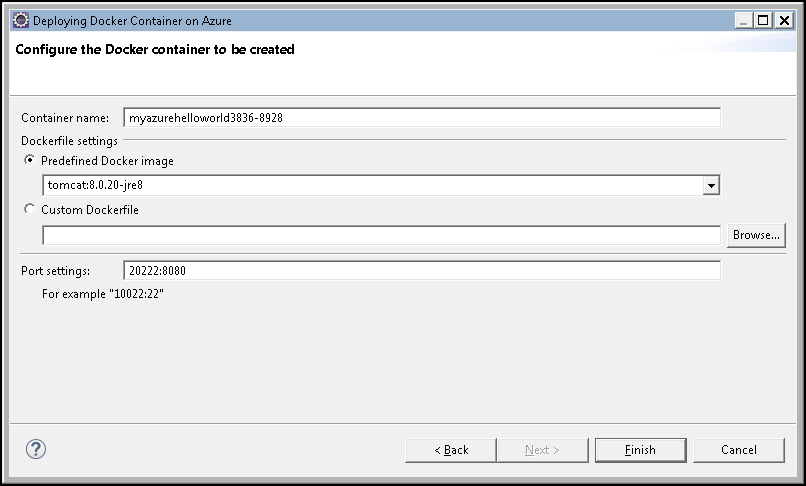 Deploying Docker Container on Azure
Configure the Docker container to be created
Container name: myazurehelloworld3836-8928
Dockerfile settings
Predefined Docker image
tomcat:8.0.20-jre8
Custom Dockerfile
Browse...
Port settings: 20222:8080
For example "10022:22"
? < Back Next > Finish Cancel